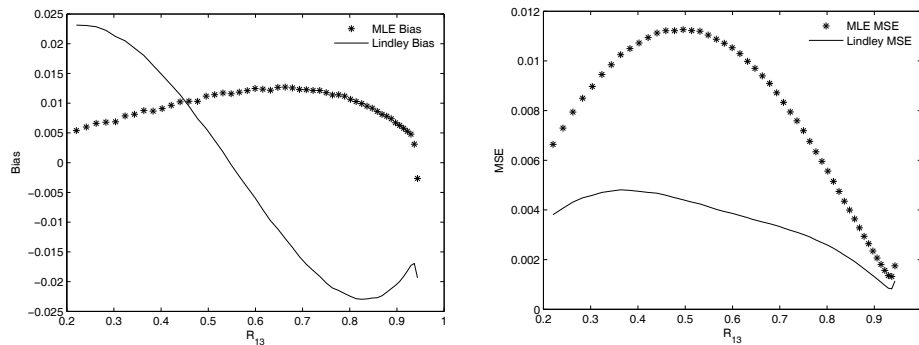 0.025
0.02
0.015
0.01
0.005
0
−0.005
−0.01
−0.015
−0.02
−0.025
Bias
0.2 0.3 0.4 0.5 0.6 0.7 0.8 0.9 1
R13
MLE Bias
Lindley Bias
0.012
0.01
0.008
0.006
0.004
0.002
0
MSE
0.2 0.3 0.4 0.5 0.6 0.7 0.8 0.9
R13
MLE MSE
Lindley MSE